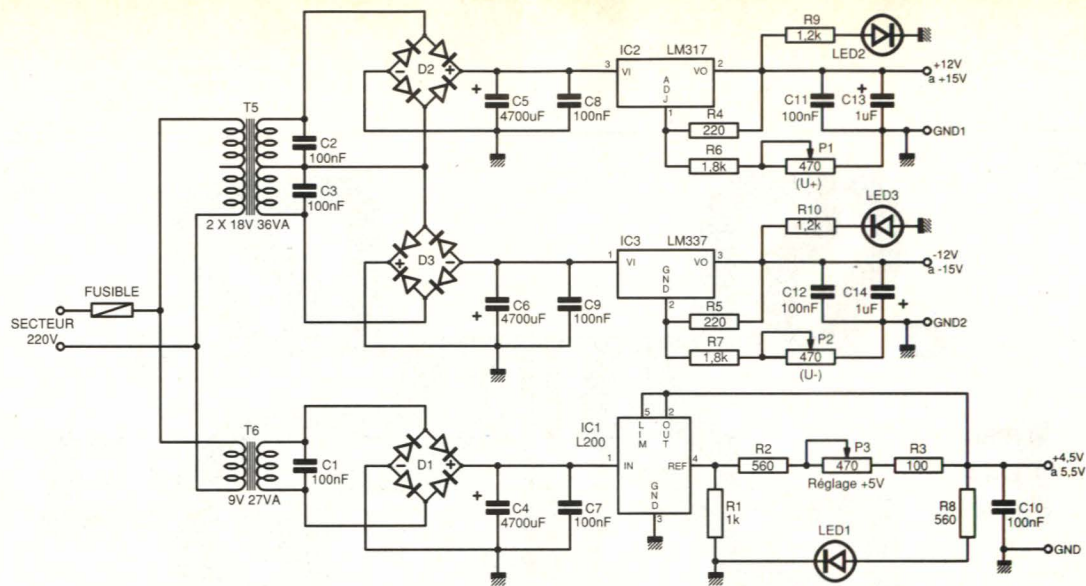 R9
1,2k
LED2
IC2
LM317
D2
3
VI
VO
2
ADJ
1
+12V
a +15V
C5
4700uF
C8
100nF
C11
100nF
C13
1uF
R4
220
GND1
T5
C2
100nF
C3
100nF
R6
1,8k
P1
470
(U+)
2 X 18V 36VA
R10
1,2k
LED3
IC3
LM337
D3
1
VI
VO
3
GND
2
-12V
a -15V
FUSIBLE
SECTEUR
220V
C6
4700uF
C9
100nF
C12
100nF
C14
1uF
R5
220
GND2
R7
1,8k
P2
470
(U-)
T6
C1
100nF
9V 27VA
D1
IC1
L200
5
2
LIM
OUT
1
IN
REF
4
GND
3
R2
560
P3
470
Réglage +5V
R3
100
+4,5V
a 5,5V
C4
4700uF
C7
100nF
R1
1k
LED1
R8
560
C10
100nF
GND